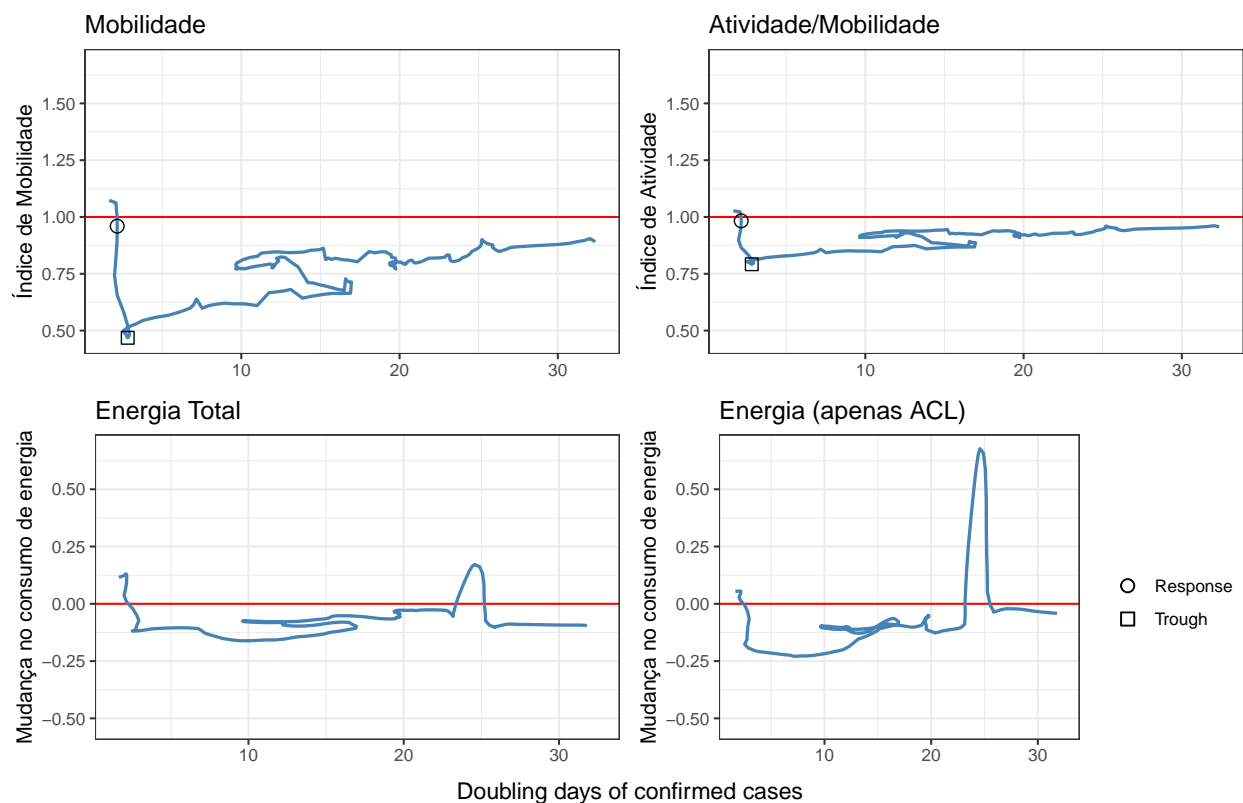 Mobilidade
Índice de Mobilidade
1.50
1.25
1.00
0.75
0.50
10
20
30
Atividade/Mobilidade
Índice de Atividade
1.50
1.25
1.00
0.75
0.50
10
20
30
Energia Total
Mudança no consumo de energia
0.50
0.25
0.00
−0.25
−0.50
10
20
30
Energia (apenas ACL)
Mudança no consumo de energia
0.50
0.25
0.00
−0.25
−0.50
10
20
30
Response
Trough
Doubling days of confirmed cases